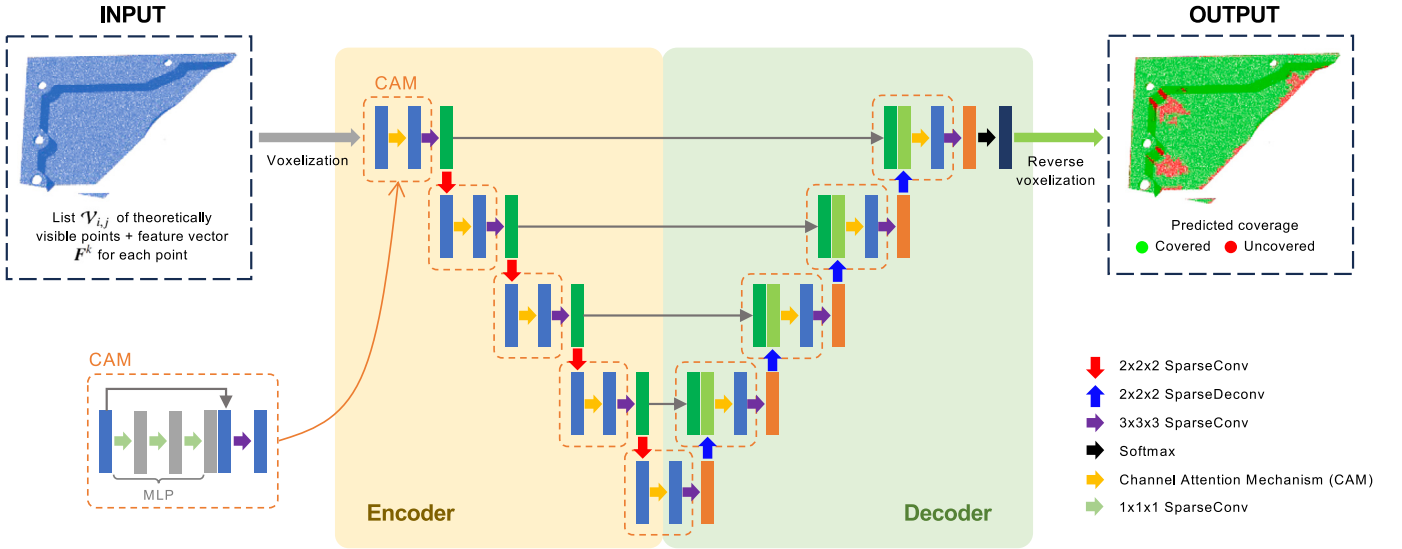 INPUT
OUTPUT
CAM
Voxelization
Reverse
voxelization
List 𝒱i,j of theoretically
visible points + feature vector
Fᵏ for each point
Predicted coverage
Covered
Uncovered
CAM
MLP
Encoder
Decoder
2x2x2 SparseConv
2x2x2 SparseDeconv
3x3x3 SparseConv
Softmax
Channel Attention Mechanism (CAM)
1x1x1 SparseConv